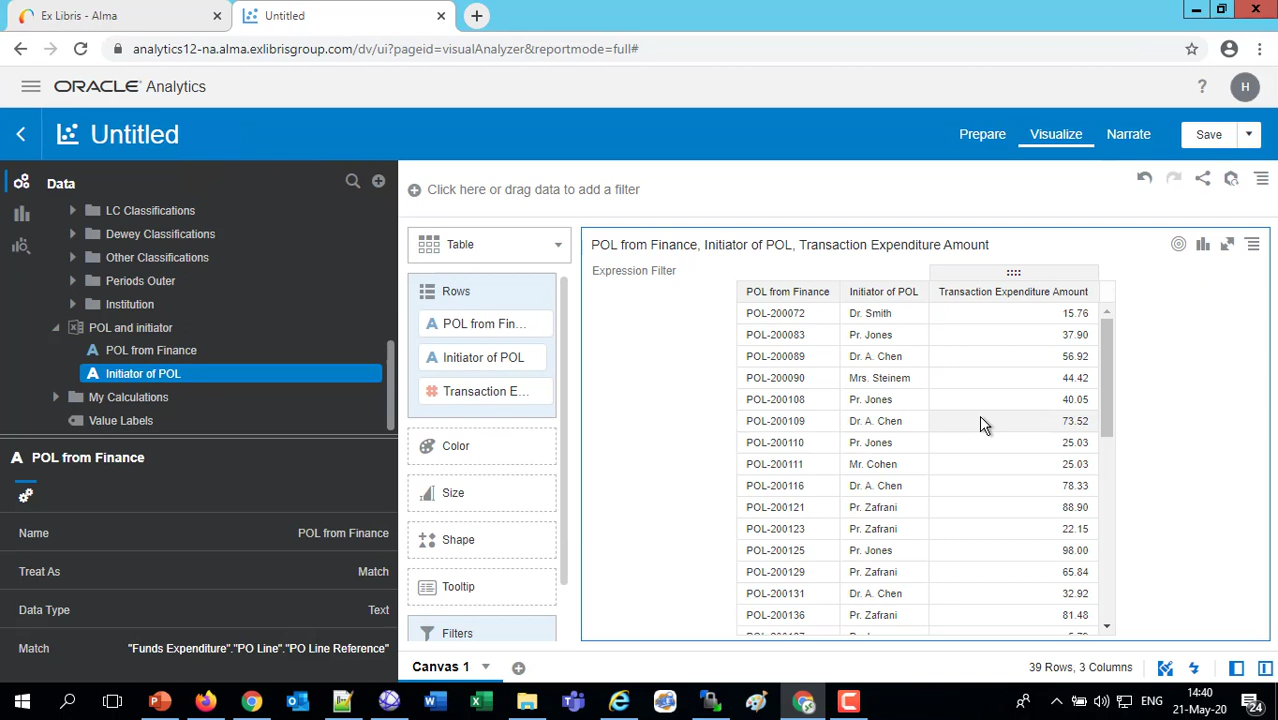 Ex Libris - Alma
Untitled
analytics12-na.alma.exlibrisgroup.com/dv/ui?pageid=visualAnalyzer&reportmode=full#
ORACLE Analytics
?
H
Untitled
Prepare
Visualize
Narrate
Save
Data
LC Classifications
Dewey Classifications
Other Classifications
Periods Outer
Institution
POL and initiator
A POL from Finance
A Initiator of POL
My Calculations
Value Labels
A POL from Finance
Name POL from Finance
Treat As Match
Data Type Text
Match "Funds Expenditure"."PO Line"."PO Line Reference"
Click here or drag data to add a filter
Table
Rows
A POL from Fin...
A Initiator of POL
# Transaction E...
Color
Size
Shape
Tooltip
Filters
POL from Finance, Initiator of POL, Transaction Expenditure Amount
Expression Filter
POL from Finance Initiator of POL Transaction Expenditure Amount
POL-200072 Dr. Smith 15.76
POL-200083 Pr. Jones 37.90
POL-200089 Dr. A. Chen 56.92
POL-200090 Mrs. Steinem 44.42
POL-200108 Pr. Jones 40.05
POL-200109 Dr. A. Chen 73.52
POL-200110 Pr. Jones 25.03
POL-200111 Mr. Cohen 25.03
POL-200116 Dr. A. Chen 78.33
POL-200121 Pr. Zafrani 88.90
POL-200123 Pr. Zafrani 22.15
POL-200125 Pr. Jones 98.00
POL-200129 Pr. Zafrani 65.84
POL-200131 Dr. A. Chen 32.92
POL-200136 Pr. Zafrani 81.48
Canvas 1
39 Rows, 3 Columns
ENG
14:40
21-May-20
24